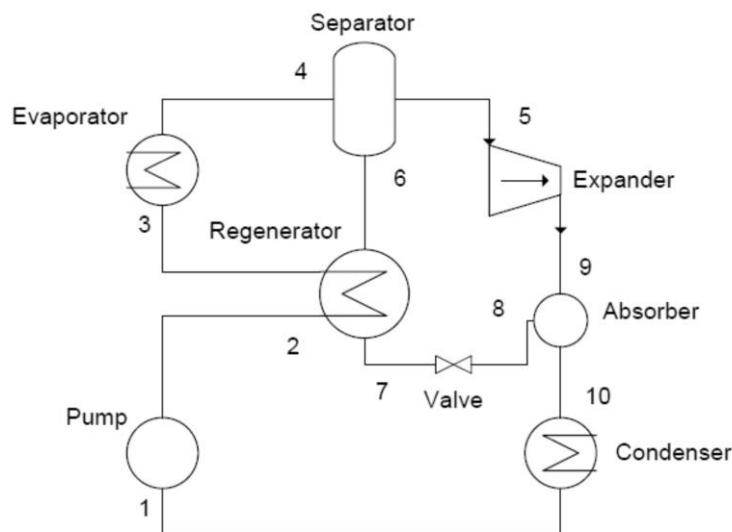 Separator
4
5
Evaporator
6
Expander
3
Regenerator
9
8
Absorber
2
7
Valve
10
Pump
Condenser
1